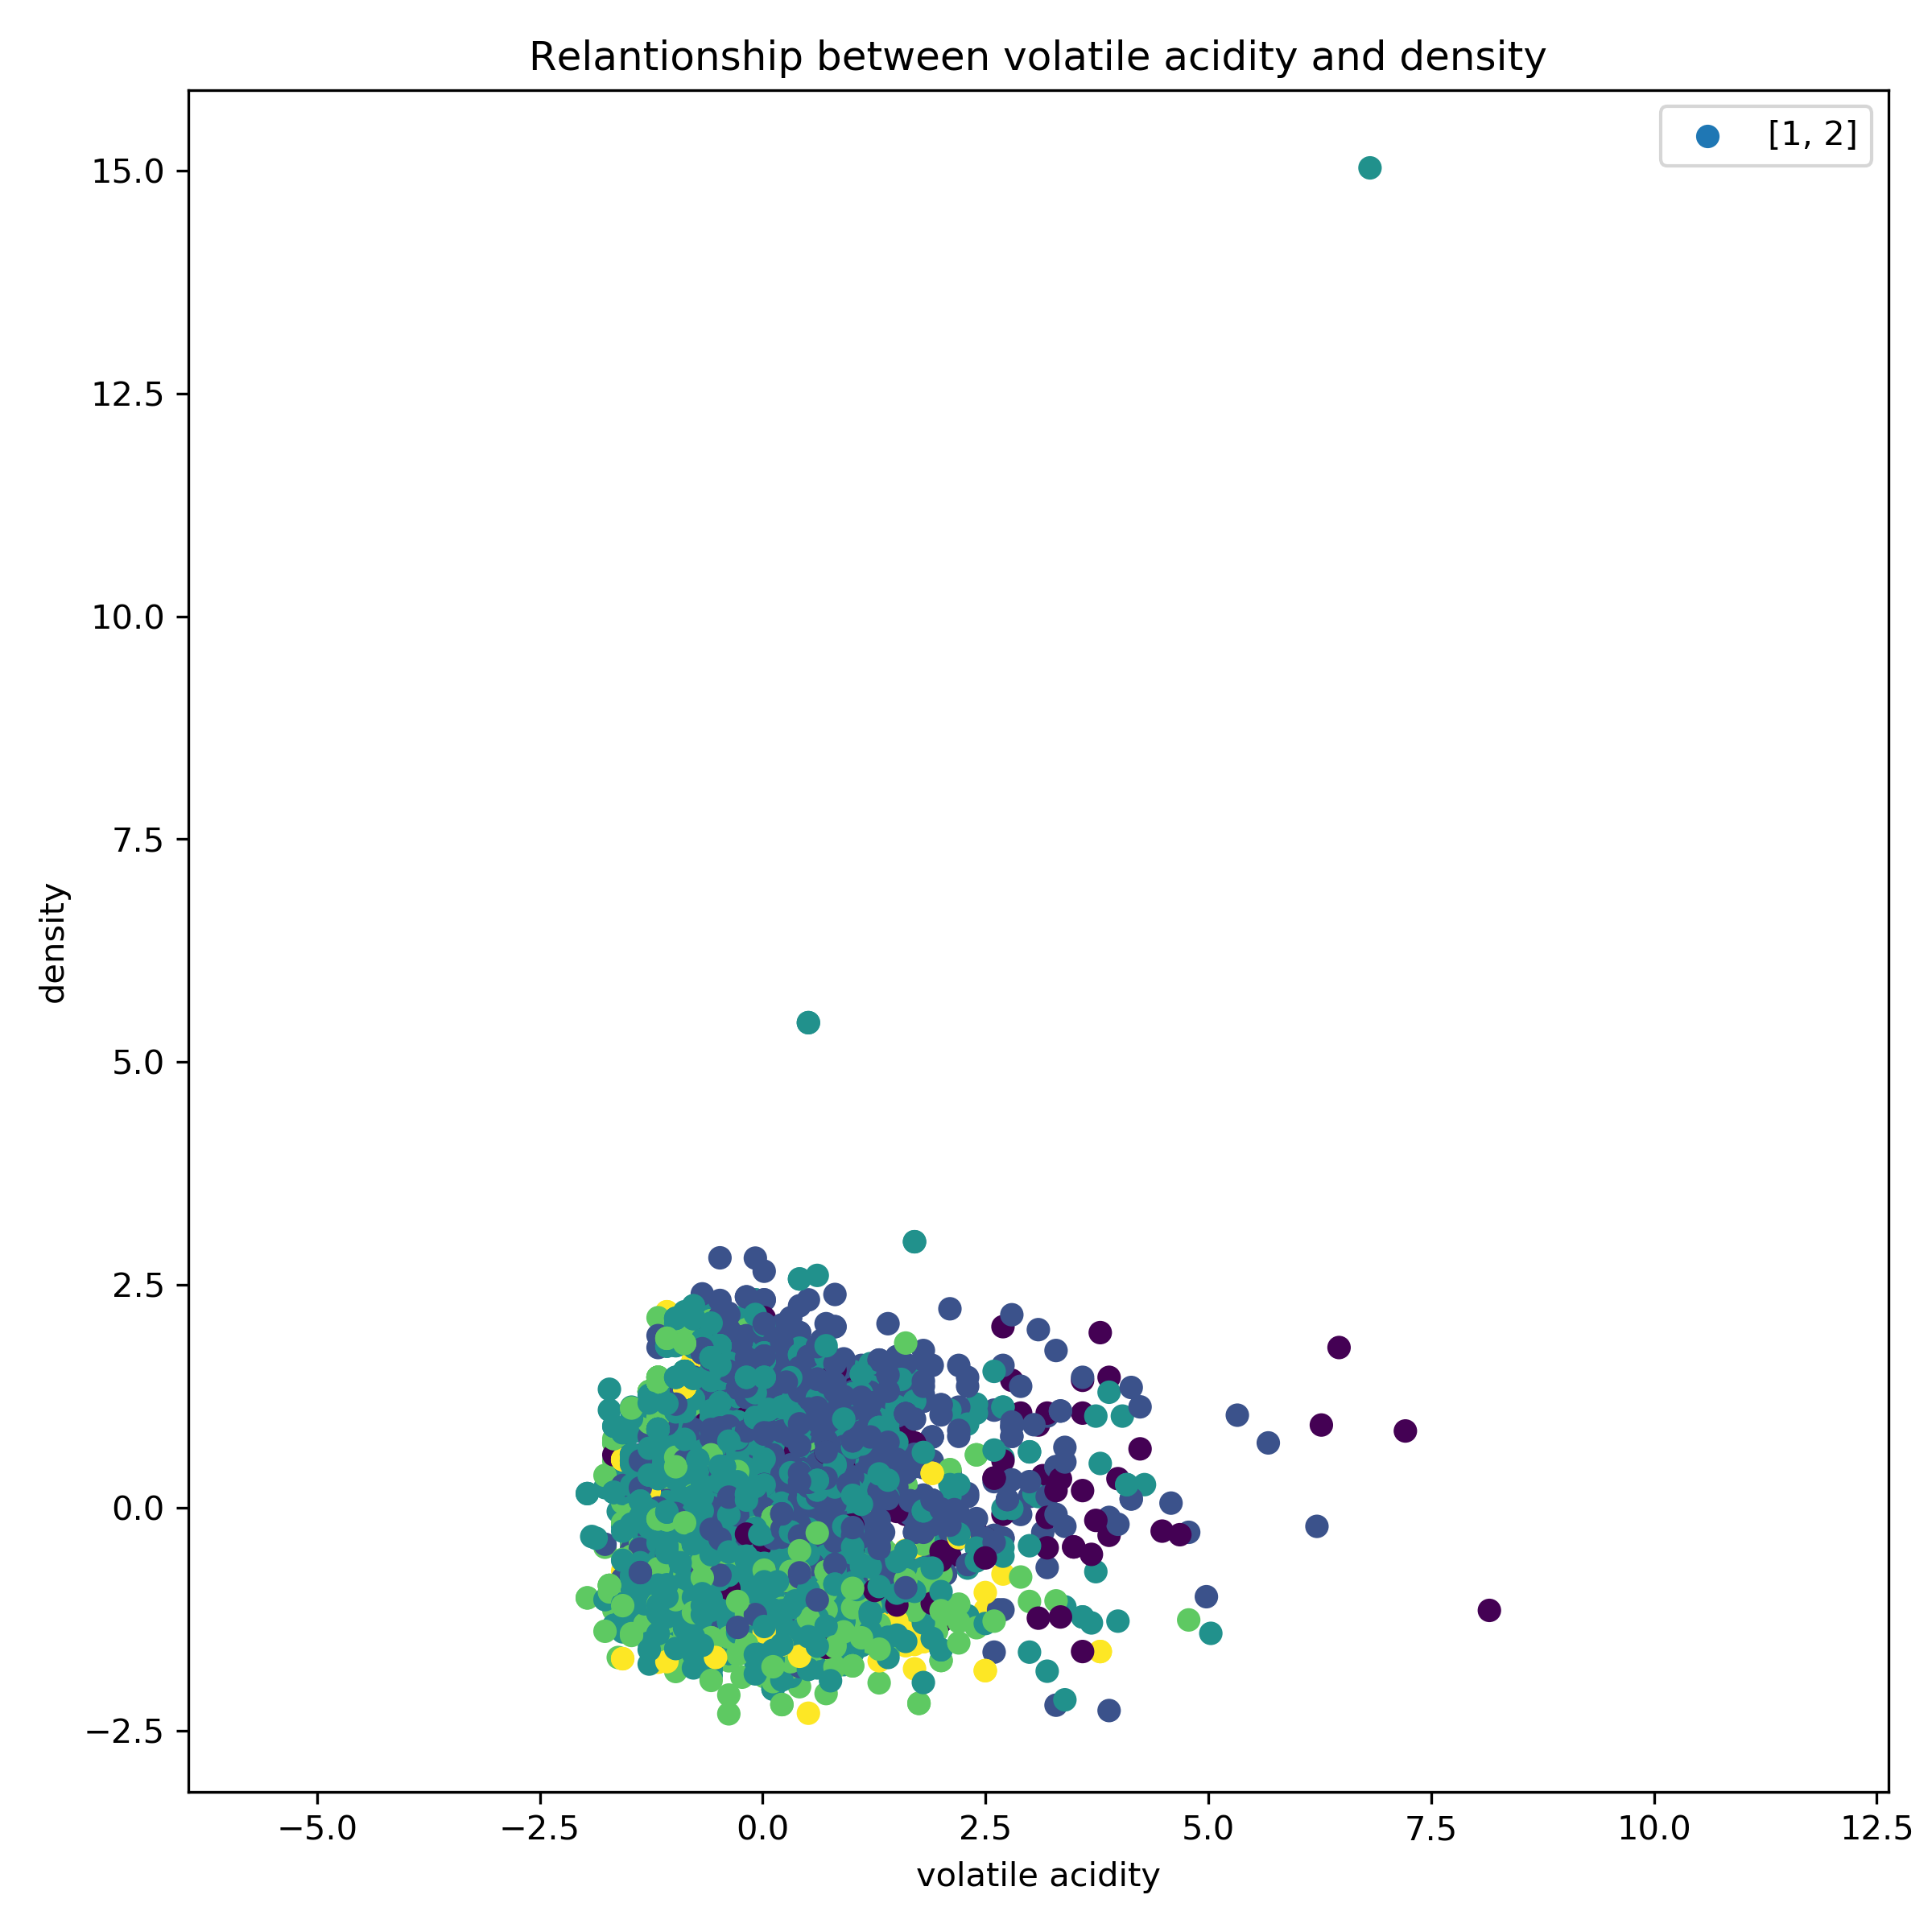 Relantionship between volatile acidity and density
[1, 2]
15.0
12.5
10.0
7.5
5.0
2.5
0.0
−2.5
density
−5.0 −2.5 0.0 2.5 5.0 7.5 10.0 12.5
volatile acidity